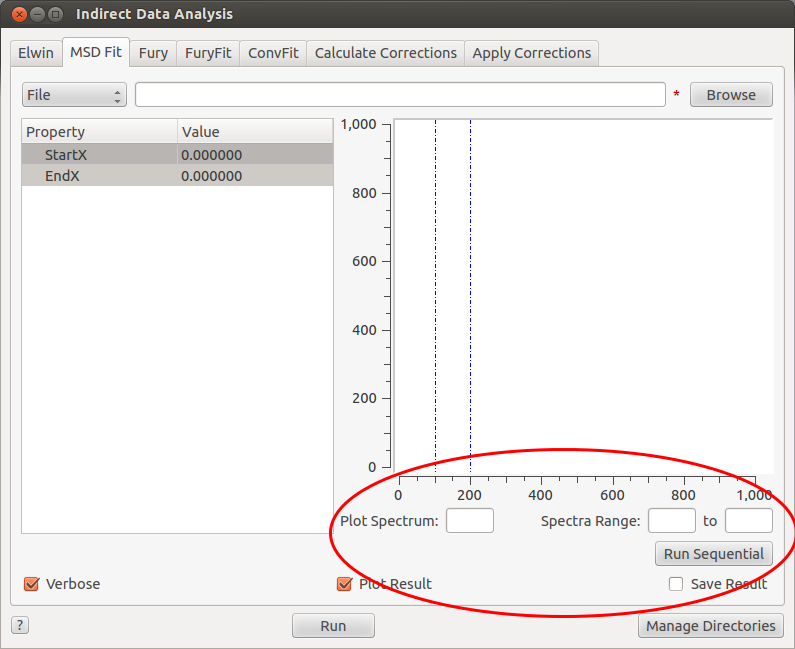 Indirect Data Analysis
Elwin MSD Fit Fury FuryFit ConvFit Calculate Corrections Apply Corrections
File * Browse
Property Value
StartX 0.000000
EndX 0.000000
1,000
800
600
400
200
0
0 200 400 600 800 1,000
Plot Spectrum: Spectra Range: to
Run Sequential
Verbose Plot Result Save Result
? Run Manage Directories